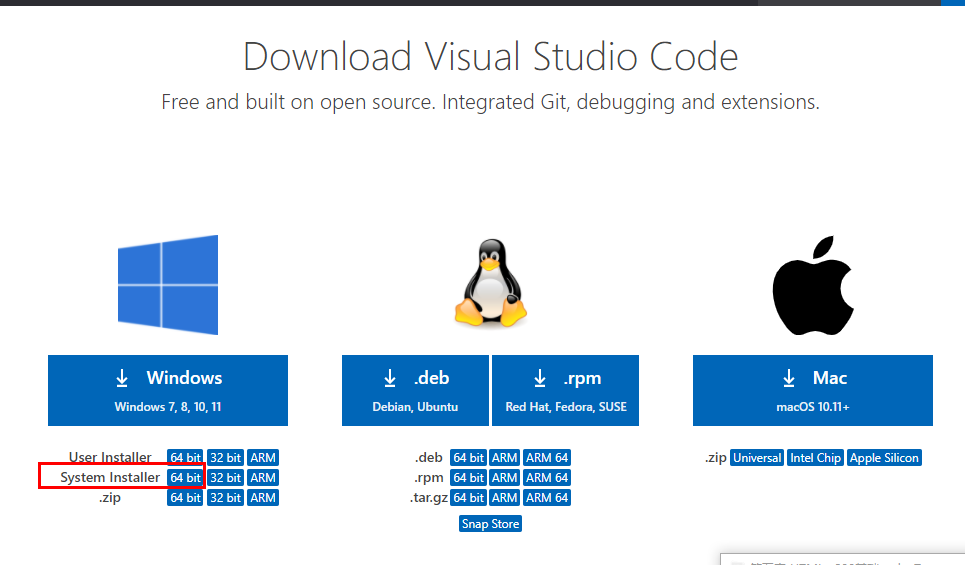 Download Visual Studio Code
Free and built on open source. Integrated Git, debugging and extensions.
Windows
Windows 7, 8, 10, 11
User Installer 64 bit 32 bit ARM
System Installer 64 bit 32 bit ARM
.zip 64 bit 32 bit ARM
.deb
Debian, Ubuntu
.rpm
Red Hat, Fedora, SUSE
.deb 64 bit ARM ARM 64
.rpm 64 bit ARM ARM 64
.tar.gz 64 bit ARM ARM 64
Snap Store
Mac
macOS 10.11+
.zip Universal Intel Chip Apple Silicon